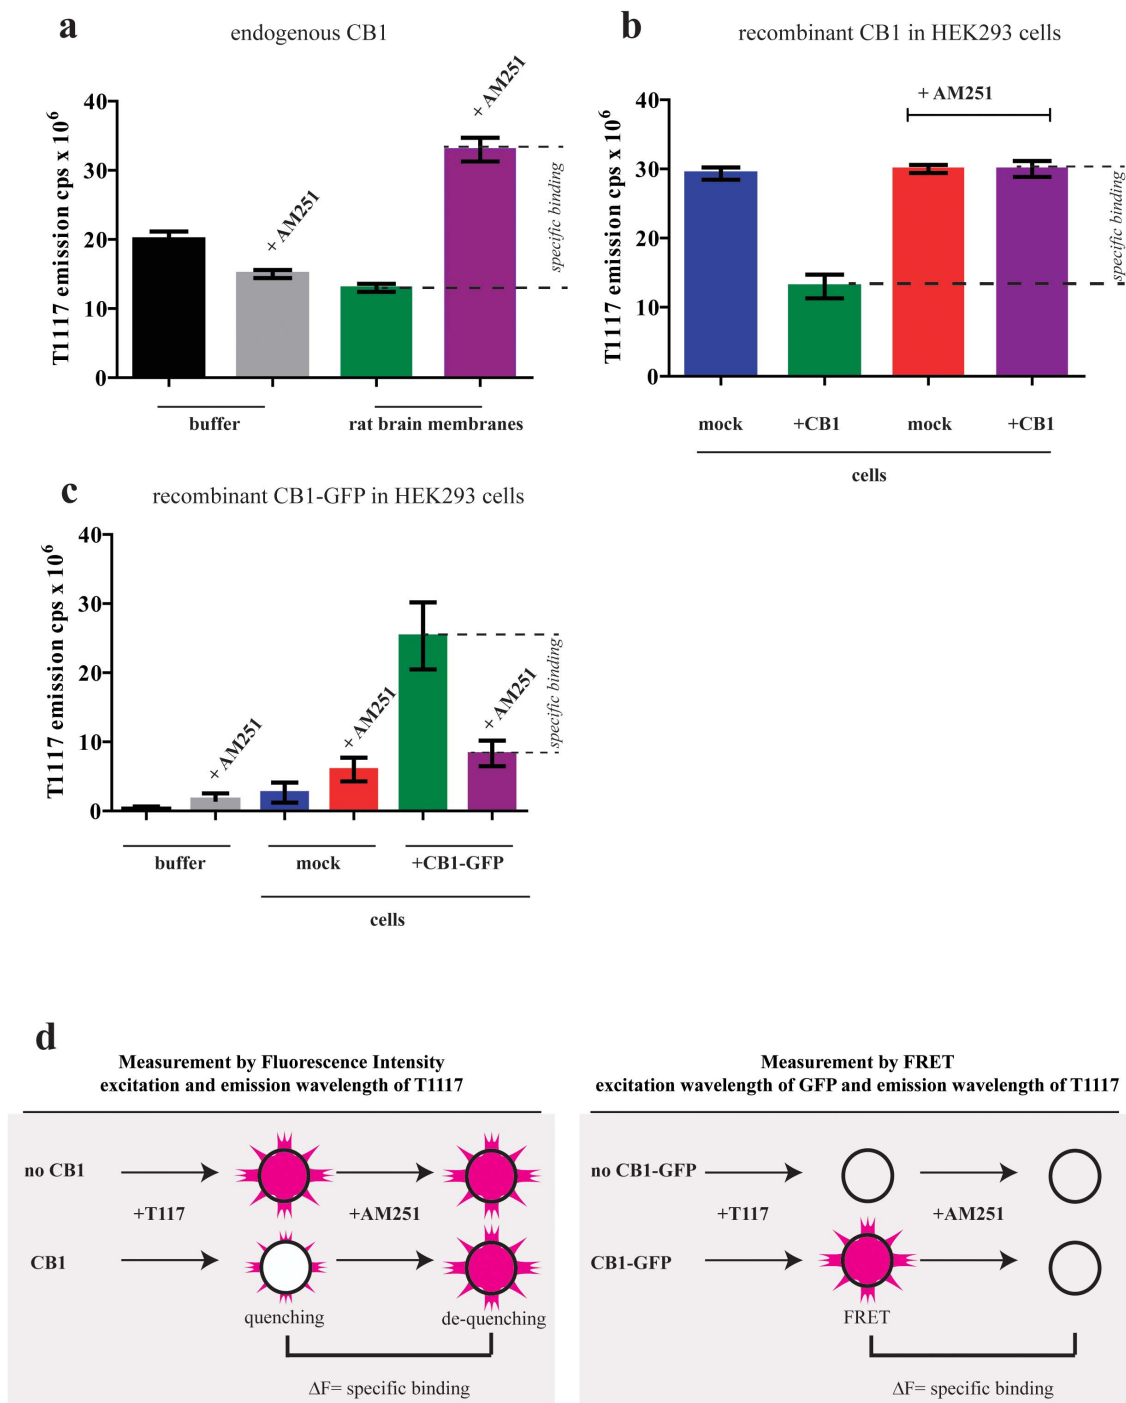 a
endogenous CB1
T1117 emission cps x 10⁶
40
30
20
10
0
+ AM251
+ AM251
specific binding
buffer
rat brain membranes
b
recombinant CB1 in HEK293 cells
T1117 emission cps x 10⁶
40
30
20
10
0
+ AM251
specific binding
mock
+CB1
mock
+CB1
cells
c
recombinant CB1-GFP in HEK293 cells
T1117 emission cps x 10⁶
40
30
20
10
0
+ AM251
+ AM251
+ AM251
specific binding
buffer
mock
+CB1-GFP
cells
d
Measurement by Fluorescence Intensity
excitation and emission wavelength of T1117
no CB1
+T117
+AM251
CB1
quenching
de-quenching
ΔF= specific binding
Measurement by FRET
excitation wavelength of GFP and emission wavelength of T1117
no CB1-GFP
+T117
+AM251
CB1-GFP
FRET
ΔF= specific binding